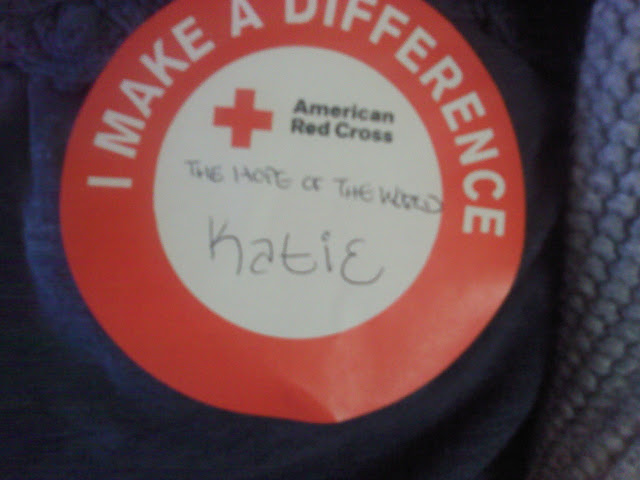 I MAKE A DIFFERENCE
American
Red Cross
THE HOPE OF THE WORLD
Katie